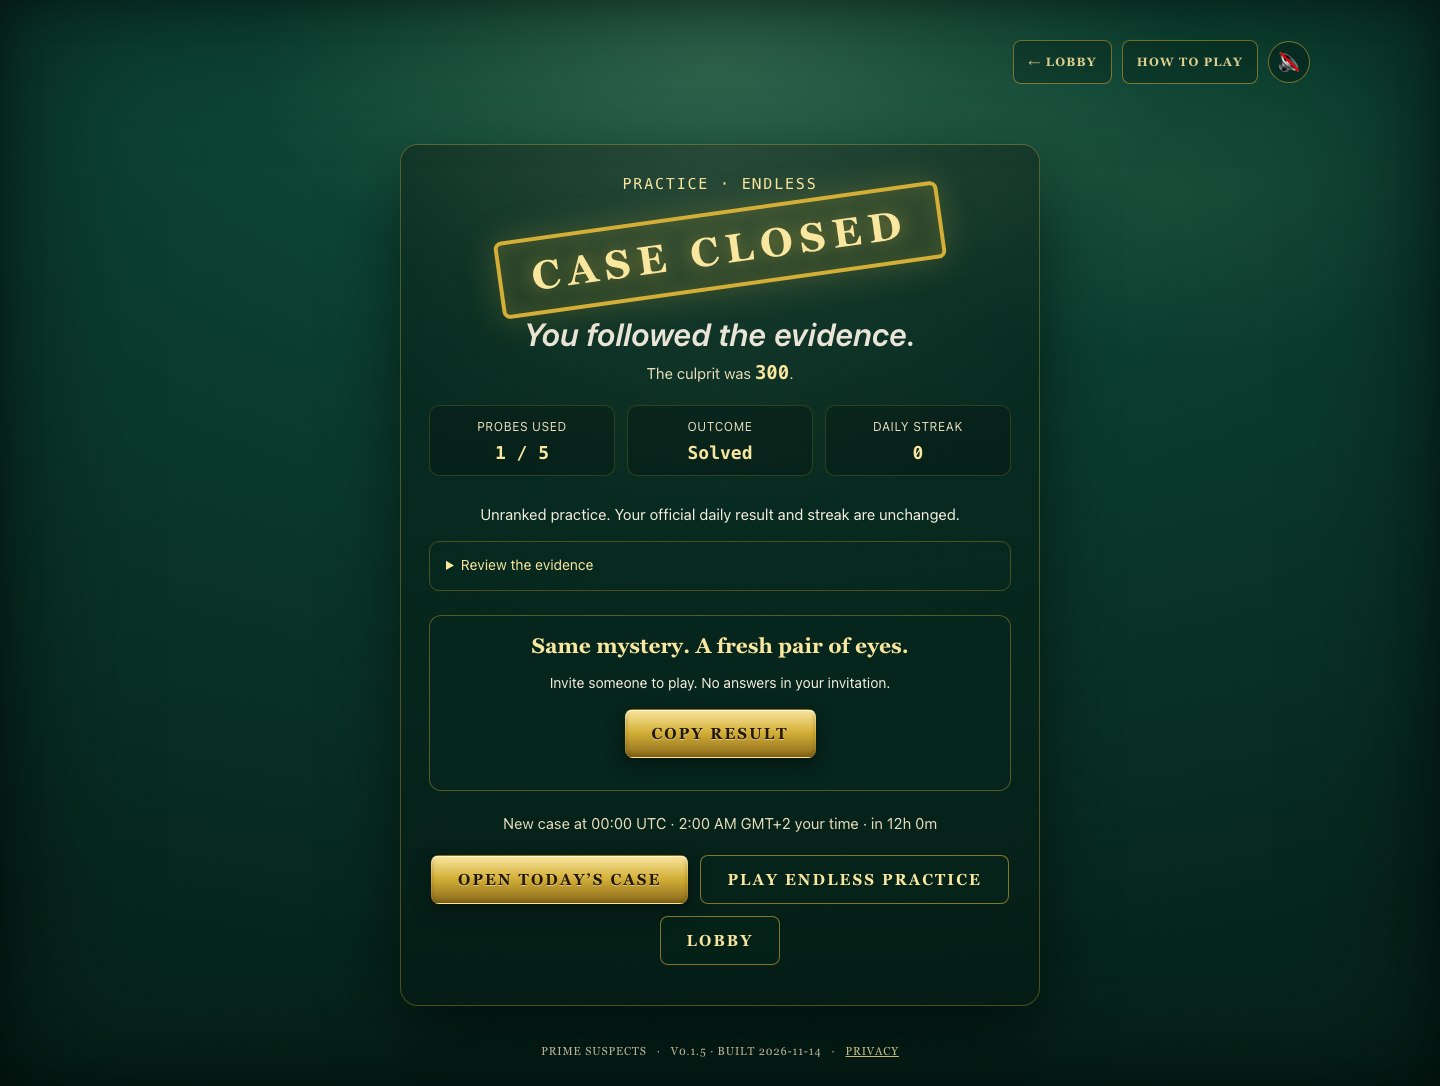 ← LOBBY
HOW TO PLAY
PRACTICE · ENDLESS
CASE CLOSED
You followed the evidence.
The culprit was 300.
PROBES USED
1 / 5
OUTCOME
Solved
DAILY STREAK
0
Unranked practice. Your official daily result and streak are unchanged.
▶ Review the evidence
Same mystery. A fresh pair of eyes.
Invite someone to play. No answers in your invitation.
COPY RESULT
New case at 00:00 UTC · 2:00 AM GMT+2 your time · in 12h 0m
OPEN TODAY’S CASE
PLAY ENDLESS PRACTICE
LOBBY
PRIME SUSPECTS · V0.1.5 · BUILT 2026-11-14 · PRIVACY